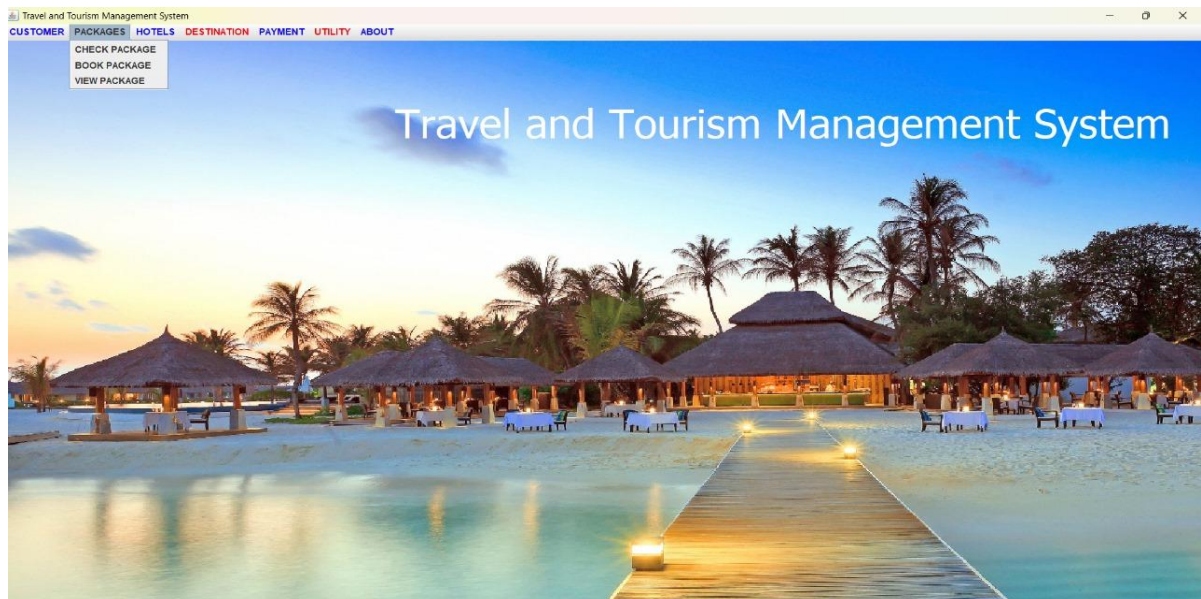 Travel and Tourism Management System
CUSTOMER PACKAGES HOTELS DESTINATION PAYMENT UTILITY ABOUT
CHECK PACKAGE
BOOK PACKAGE
VIEW PACKAGE
Travel and Tourism Management System